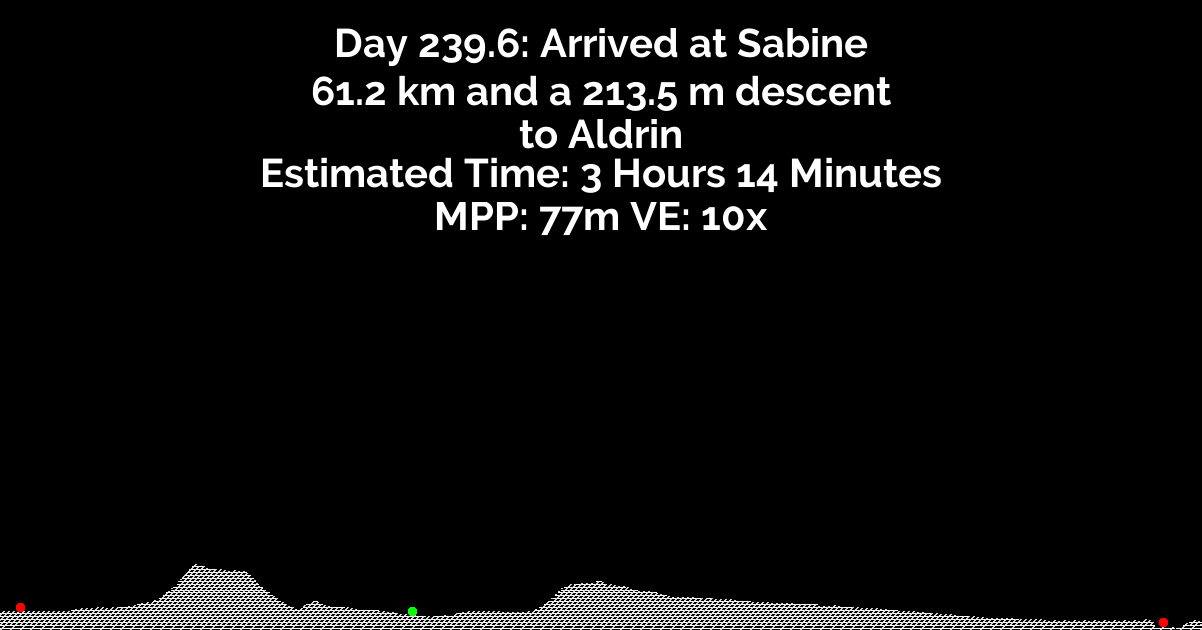 Day 239.6: Arrived at Sabine
61.2 km and a 213.5 m descent
to Aldrin
Estimated Time: 3 Hours 14 Minutes
MPP: 77m VE: 10x